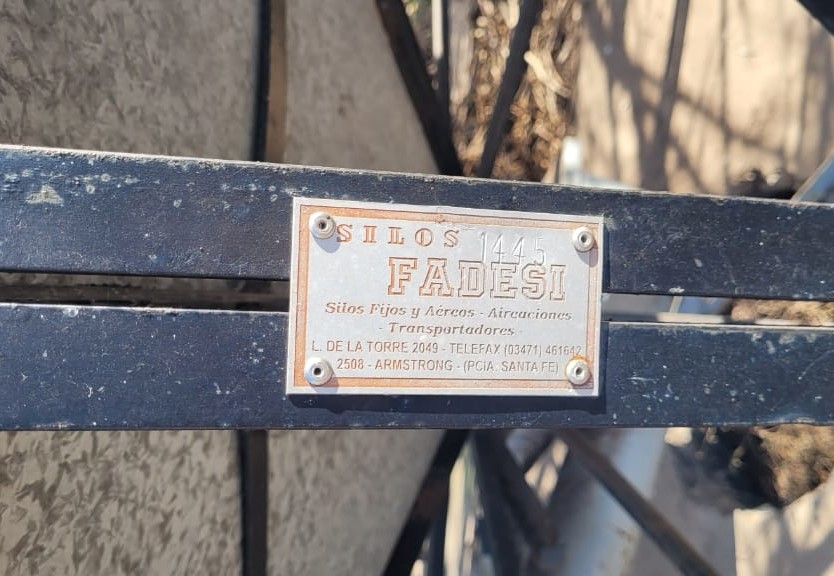 SILOS 1445
FADESI
Silos Fijos y Aéreos - Aireaciones
- Transportadores -
L. DE LA TORRE 2049 - TELEFAX (03471) 461642
2508 - ARMSTRONG - (PCIA. SANTA FE)